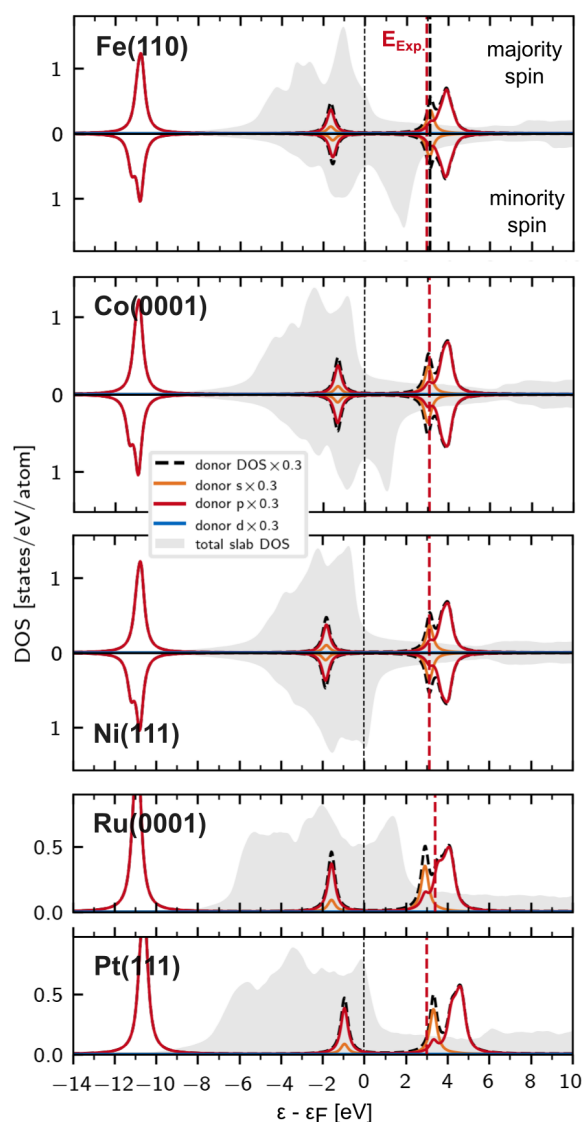 Fe(110)
E_Exp.
majority
spin
1
0
1
minority
spin
Co(0001)
1
0
1
donor DOS × 0.3
donor s × 0.3
donor p × 0.3
donor d × 0.3
total slab DOS
DOS [states/eV/atom]
1
0
1
Ni(111)
Ru(0001)
0.5
0.0
Pt(111)
0.5
0.0
−14 −12 −10 −8 −6 −4 −2 0 2 4 6 8 10
ε - ε_F [eV]